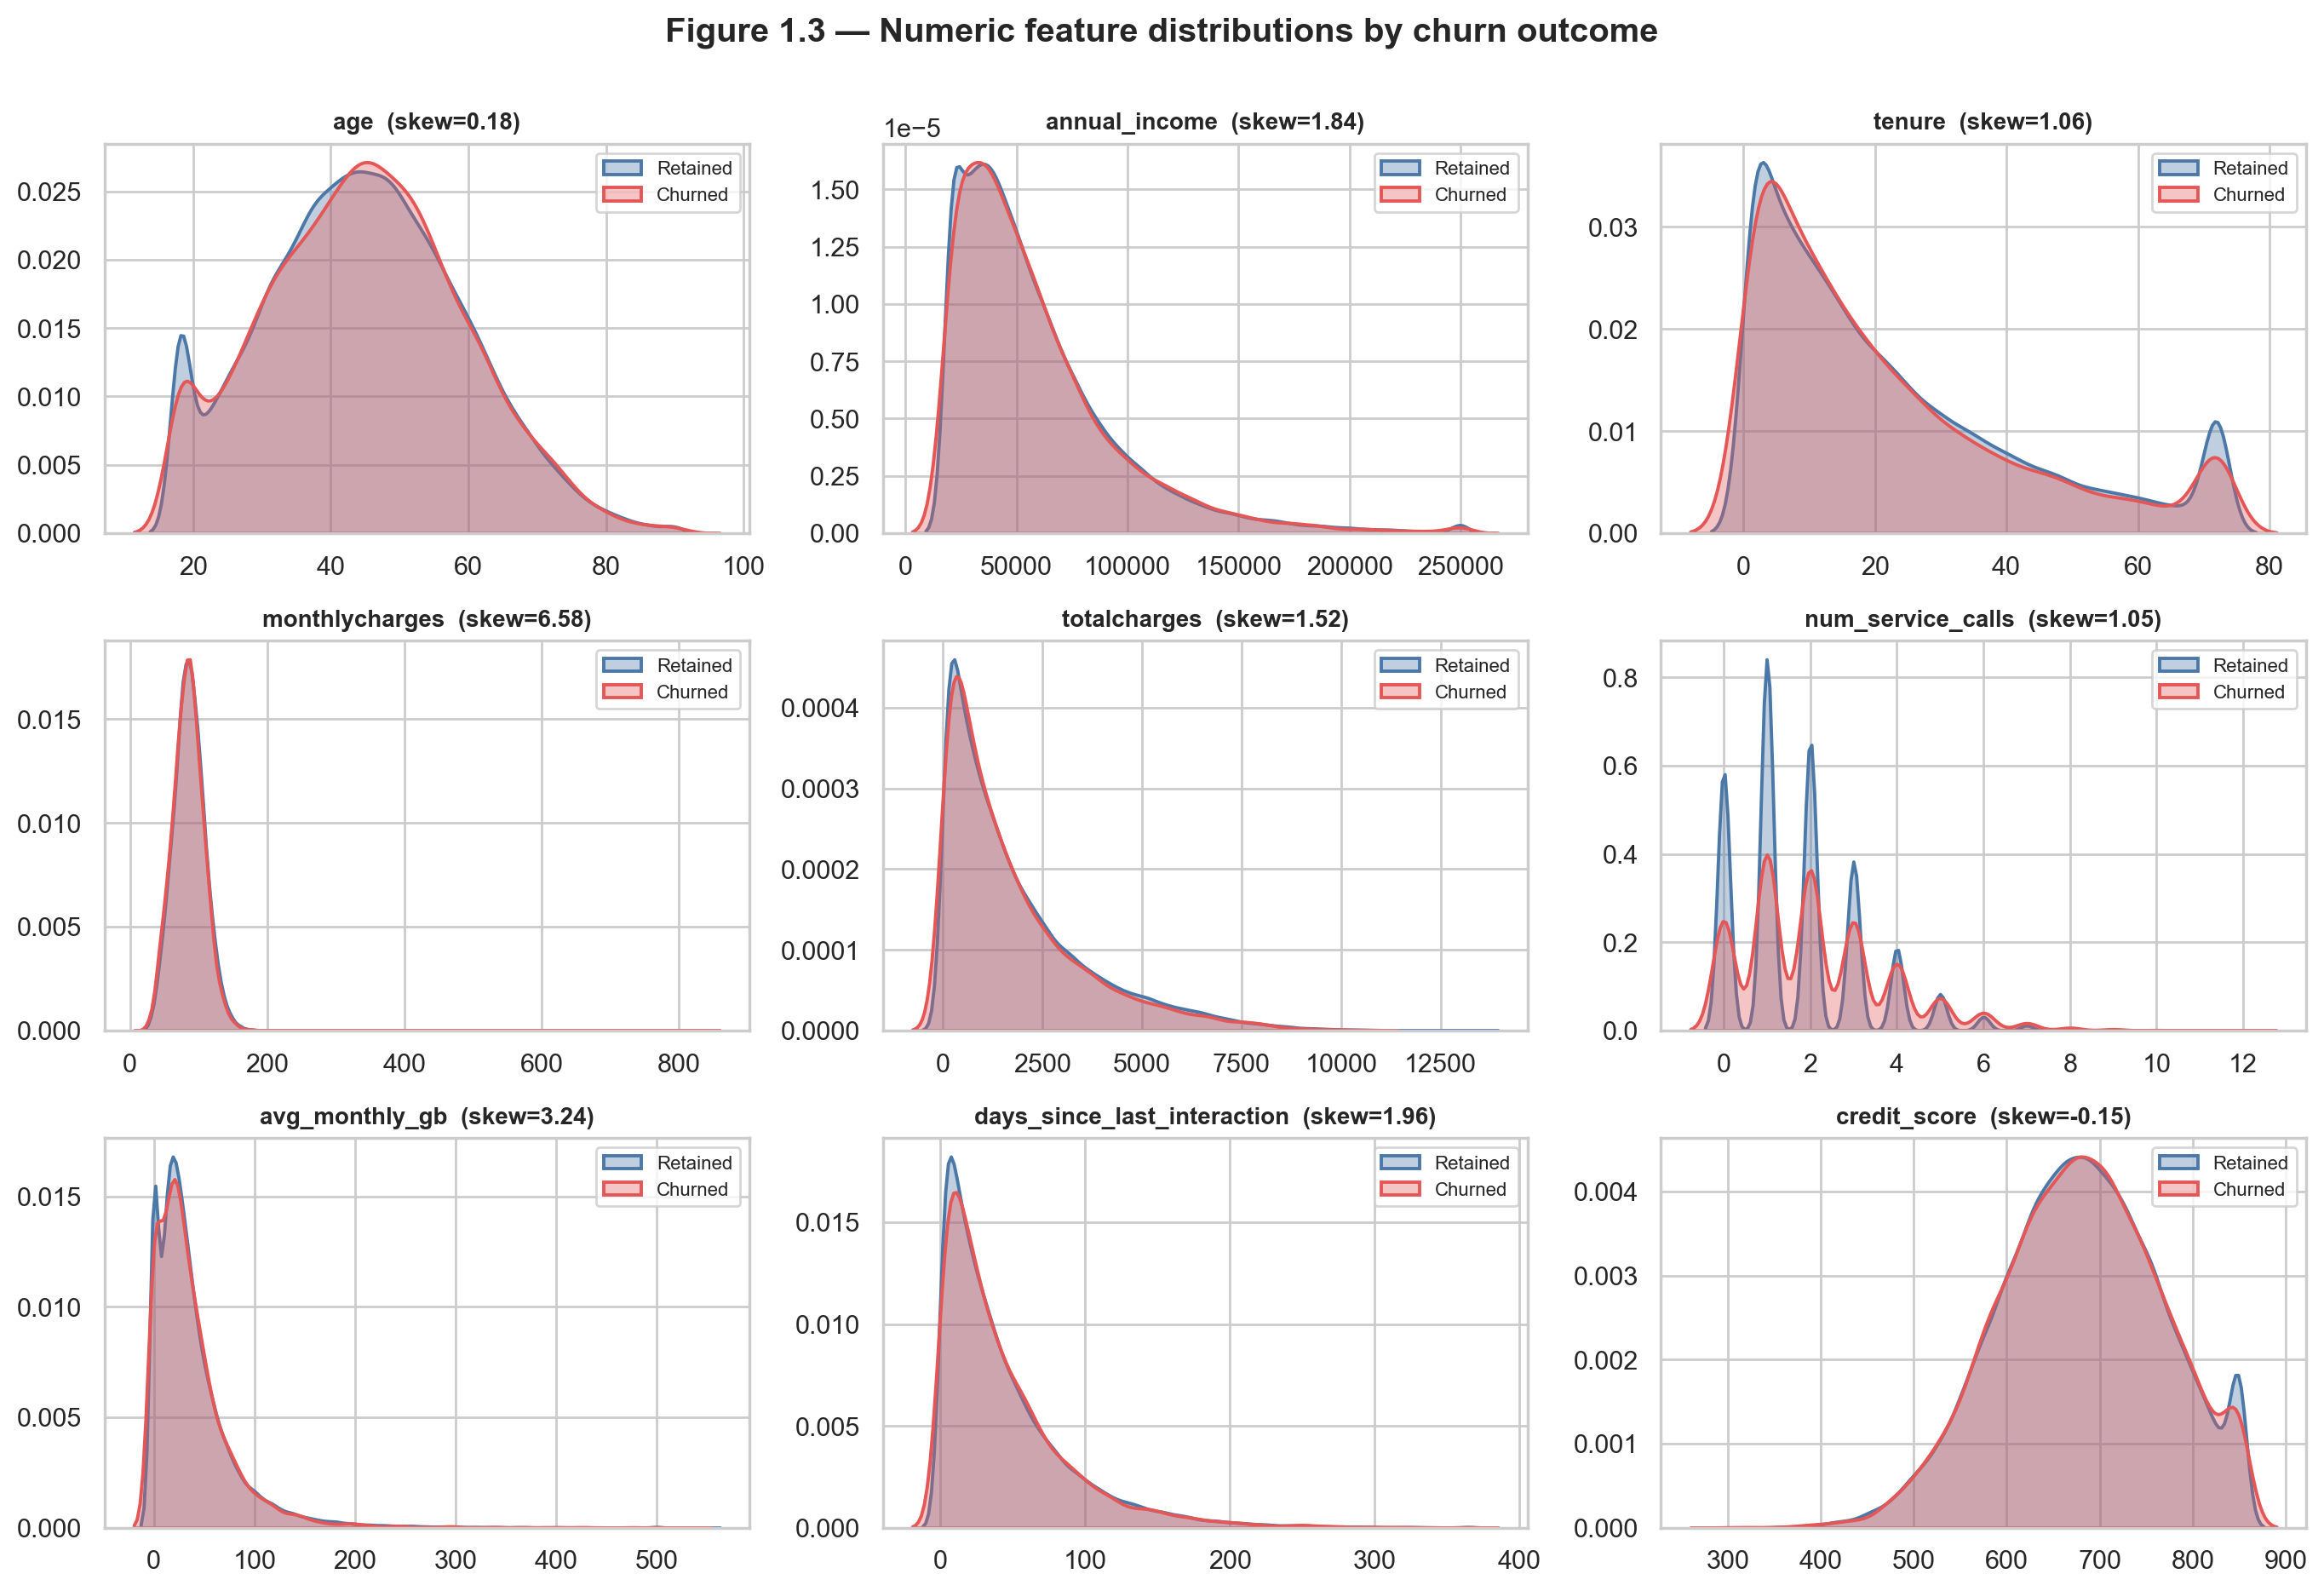 Figure 1.3 — Numeric feature distributions by churn outcome
age (skew=0.18)
Retained
Churned
0.025
0.020
0.015
0.010
0.005
0.000
20 40 60 80 100
annual_income (skew=1.84)
1e−5
Retained
Churned
1.50
1.25
1.00
0.75
0.50
0.25
0.00
0 50000 100000 150000 200000 250000
tenure (skew=1.06)
Retained
Churned
0.03
0.02
0.01
0.00
0 20 40 60 80
monthlycharges (skew=6.58)
Retained
Churned
0.015
0.010
0.005
0.000
0 200 400 600 800
totalcharges (skew=1.52)
Retained
Churned
0.0004
0.0003
0.0002
0.0001
0.0000
0 2500 5000 7500 10000 12500
num_service_calls (skew=1.05)
Retained
Churned
0.8
0.6
0.4
0.2
0.0
0 2 4 6 8 10 12
avg_monthly_gb (skew=3.24)
Retained
Churned
0.015
0.010
0.005
0.000
0 100 200 300 400 500
days_since_last_interaction (skew=1.96)
Retained
Churned
0.015
0.010
0.005
0.000
0 100 200 300 400
credit_score (skew=-0.15)
Retained
Churned
0.004
0.003
0.002
0.001
0.000
300 400 500 600 700 800 900